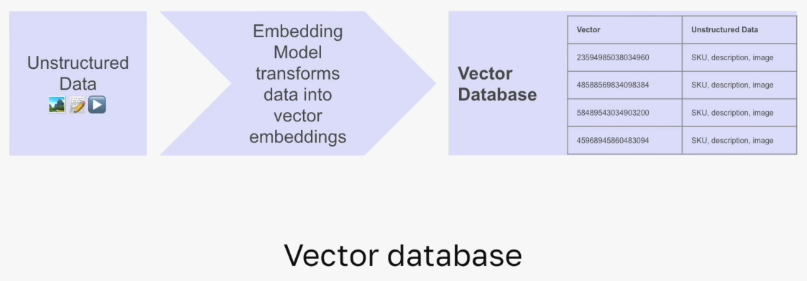 Unstructured
Data
Embedding
Model
transforms
data into
vector
embeddings
Vector
Database
Vector Unstructured Data
23594985038034960 SKU, description, image
48588569834098384 SKU, description, image
58489543034903200 SKU, description, image
45968945860483094 SKU, description, image
Vector database